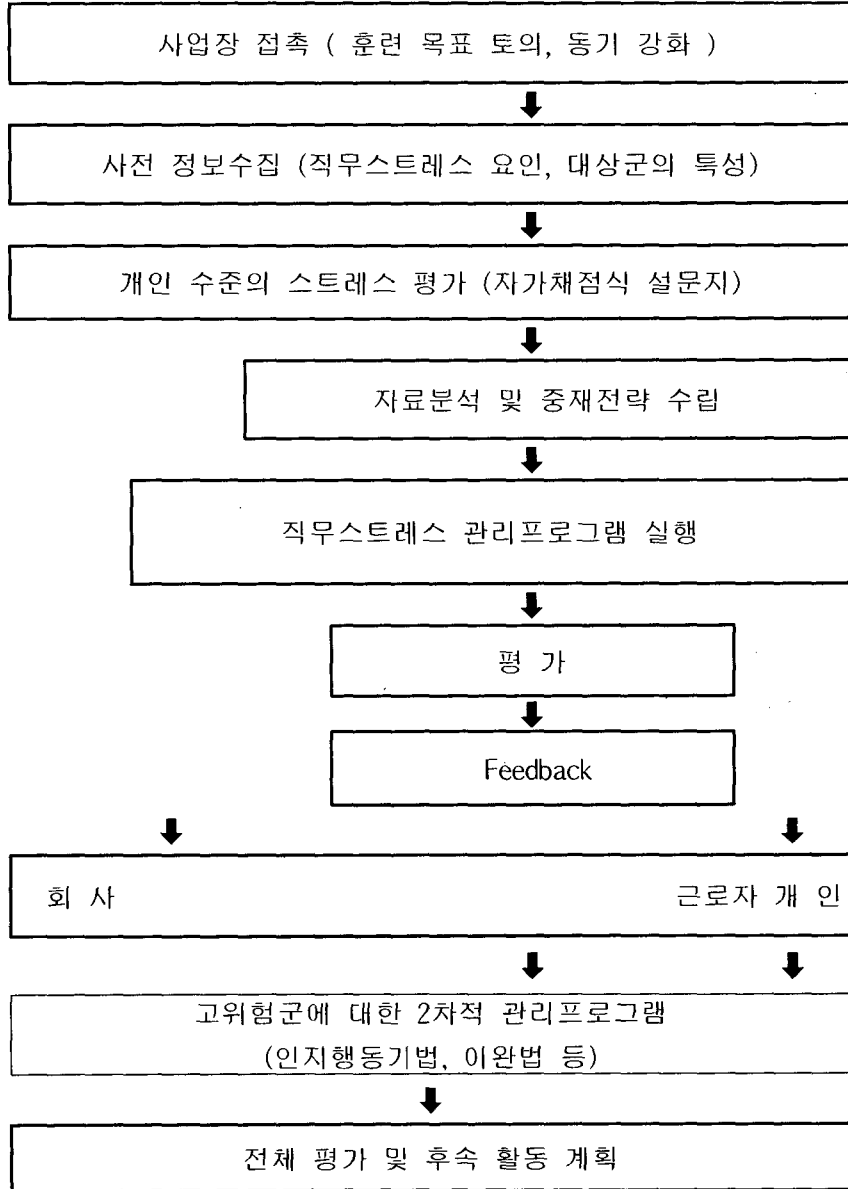 사업장 접촉 ( 훈련 목표 토의, 동기 강화 )
사전 정보수집 (직무스트레스 요인, 대상군의 특성)
개인 수준의 스트레스 평가 (자가채점식 설문지)
자료분석 및 중재전략 수립
직무스트레스 관리프로그램 실행
평 가
Feedback
회 사 근로자 개 인
고위험군에 대한 2차적 관리프로그램
(인지행동기법, 이완법 등)
전체 평가 및 후속 활동 계획